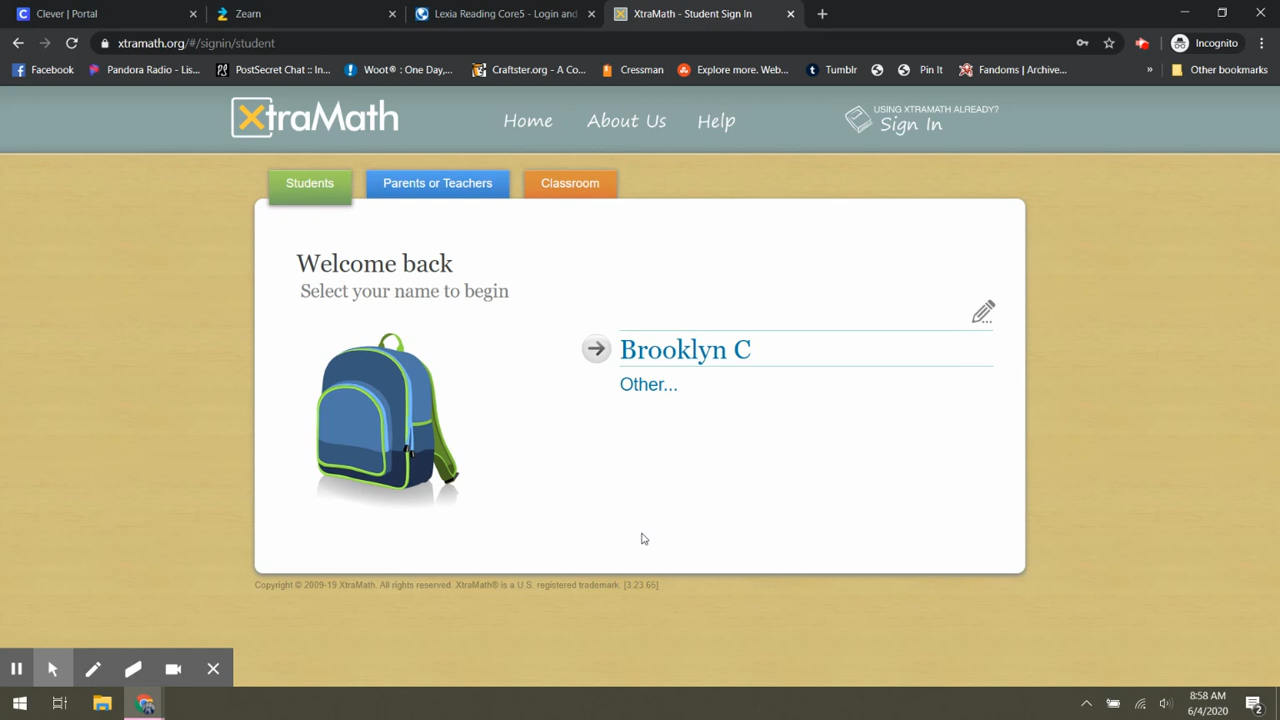 Clever | Portal
Zearn
Lexia Reading Core5 - Login and
XtraMath - Student Sign In
xtramath.org/#/signin/student
Incognito
Facebook
Pandora Radio - Lis...
PostSecret Chat :: In...
Woot® : One Day,...
Craftster.org - A Co...
Cressman
Explore more. Web...
Tumblr
Pin It
Fandoms | Archive...
»
Other bookmarks
XtraMath
Home
About Us
Help
USING XTRAMATH ALREADY?
Sign In
Students
Parents or Teachers
Classroom
Welcome back
Select your name to begin
Brooklyn C
Other...
Copyright © 2009-19 XtraMath. All rights reserved. XtraMath® is a U.S. registered trademark. [3 23 65]
8:58 AM
6/4/2020
2